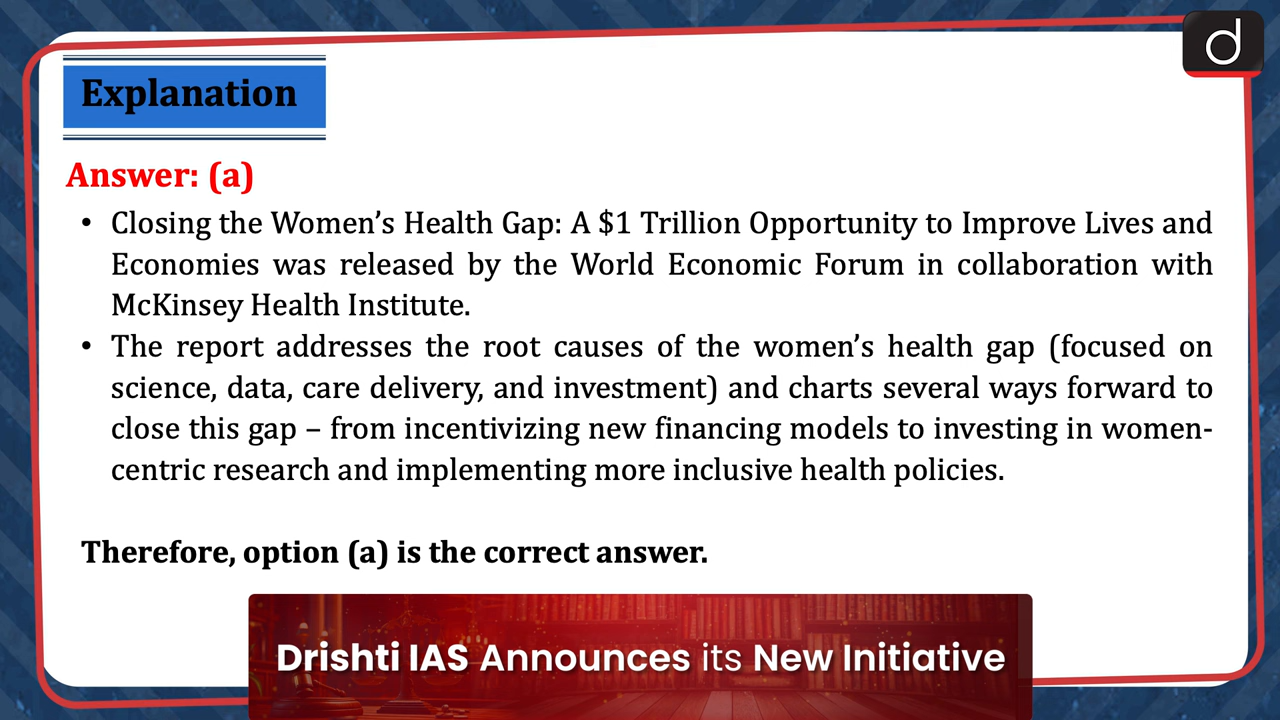 d
Explanation
Answer: (a)
• Closing the Women’s Health Gap: A $1 Trillion Opportunity to Improve Lives and
Economies was released by the World Economic Forum in collaboration with
McKinsey Health Institute.
• The report addresses the root causes of the women’s health gap (focused on
science, data, care delivery, and investment) and charts several ways forward to
close this gap – from incentivizing new financing models to investing in women-
centric research and implementing more inclusive health policies.
Therefore, option (a) is the correct answer.
Drishti IAS Announces its New Initiative